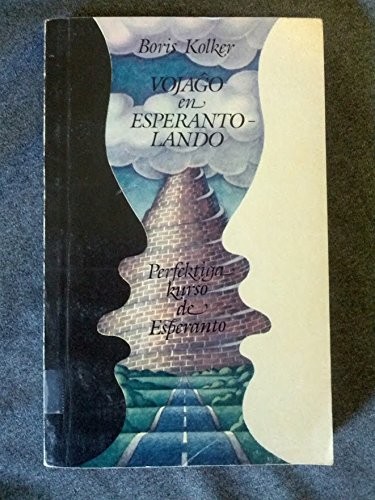 Boris Kolker
VOJAĜO
en
ESPERANTO-
LANDO
Perfektiga
kurso
de
Esperanto